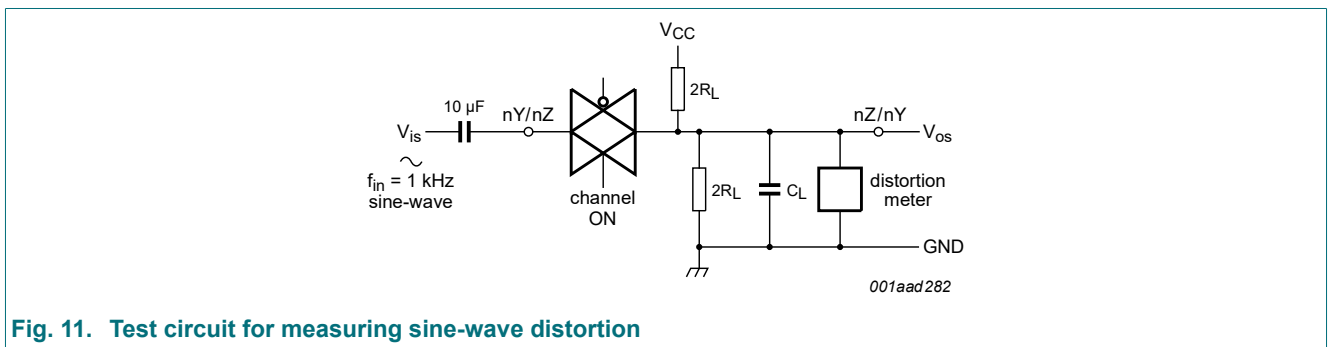 VCC
2RL
10 µF
nY/nZ
nZ/nY
Vis
Vos
fin = 1 kHz
sine-wave
channel
ON
2RL
CL
distortion
meter
GND
001aad282
Fig. 11. Test circuit for measuring sine-wave distortion